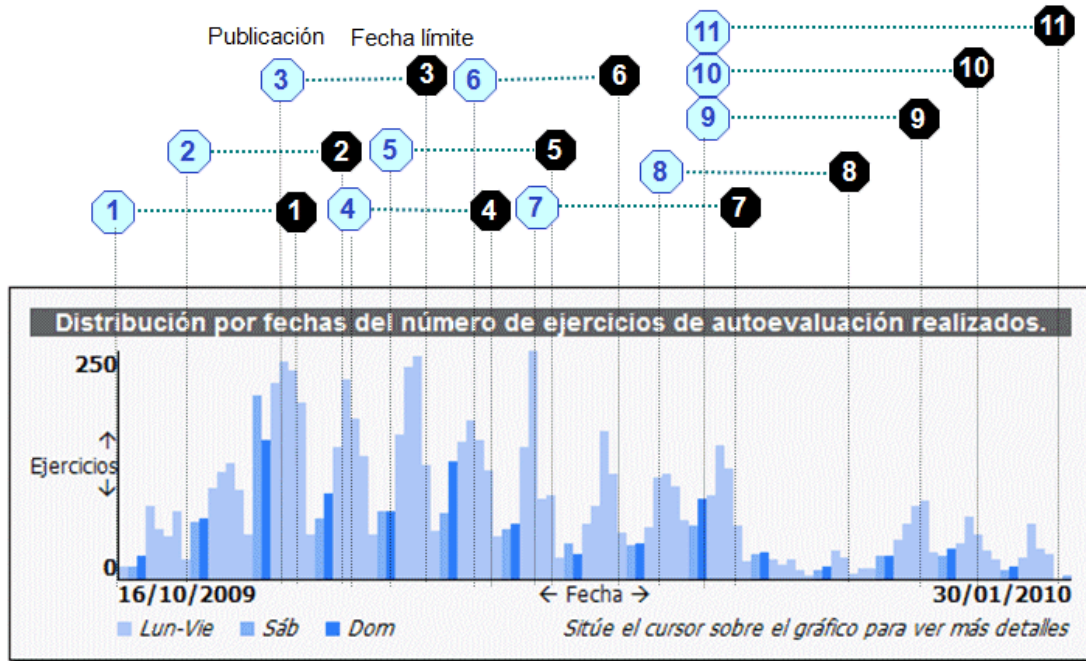 11 11
Publicación Fecha límite
3 3 6 6 10 10
9 9
2 2 5 5
8 8
1 1 4 4 7 7
Distribución por fechas del número de ejercicios de autoevaluación realizados.
250
↑
Ejercicios
↓
0
16/10/2009 ← Fecha → 30/01/2010
Lun-Vie Sáb Dom Sitúe el cursor sobre el gráfico para ver más detalles